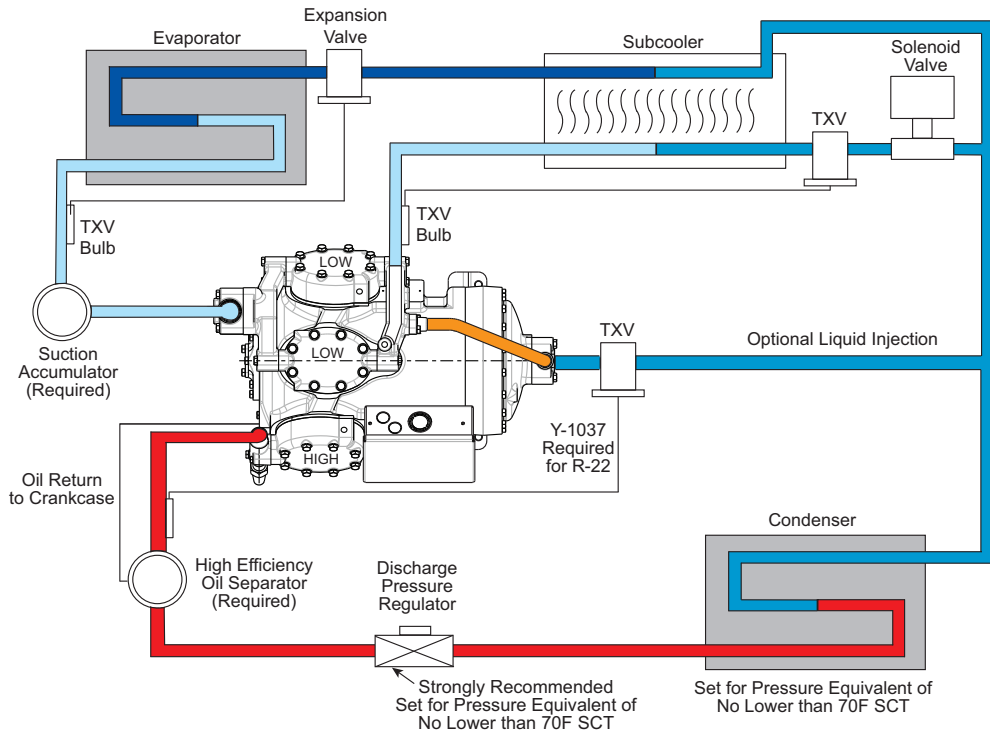 Expansion
Valve
Evaporator
Subcooler
Solenoid
Valve
TXV
TXV
Bulb
TXV
Bulb
LOW
LOW
HIGH
Suction
Accumulator
(Required)
TXV
Optional Liquid Injection
Y-1037
Required
for R-22
Oil Return
to Crankcase
High Efficiency
Oil Separator
(Required)
Discharge
Pressure
Regulator
Condenser
Strongly Recommended
Set for Pressure Equivalent of
No Lower than 70F SCT
Set for Pressure Equivalent of
No Lower than 70F SCT